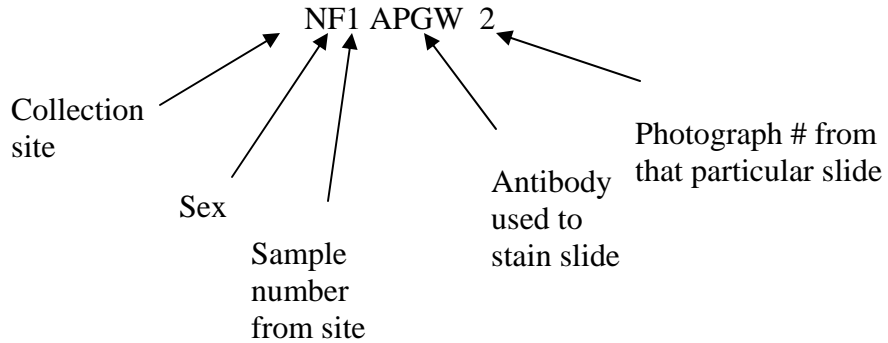 NF1 APGW 2
Collection
site
Sex
Sample
number
from site
Antibody
used to
stain slide
Photograph # from
that particular slide